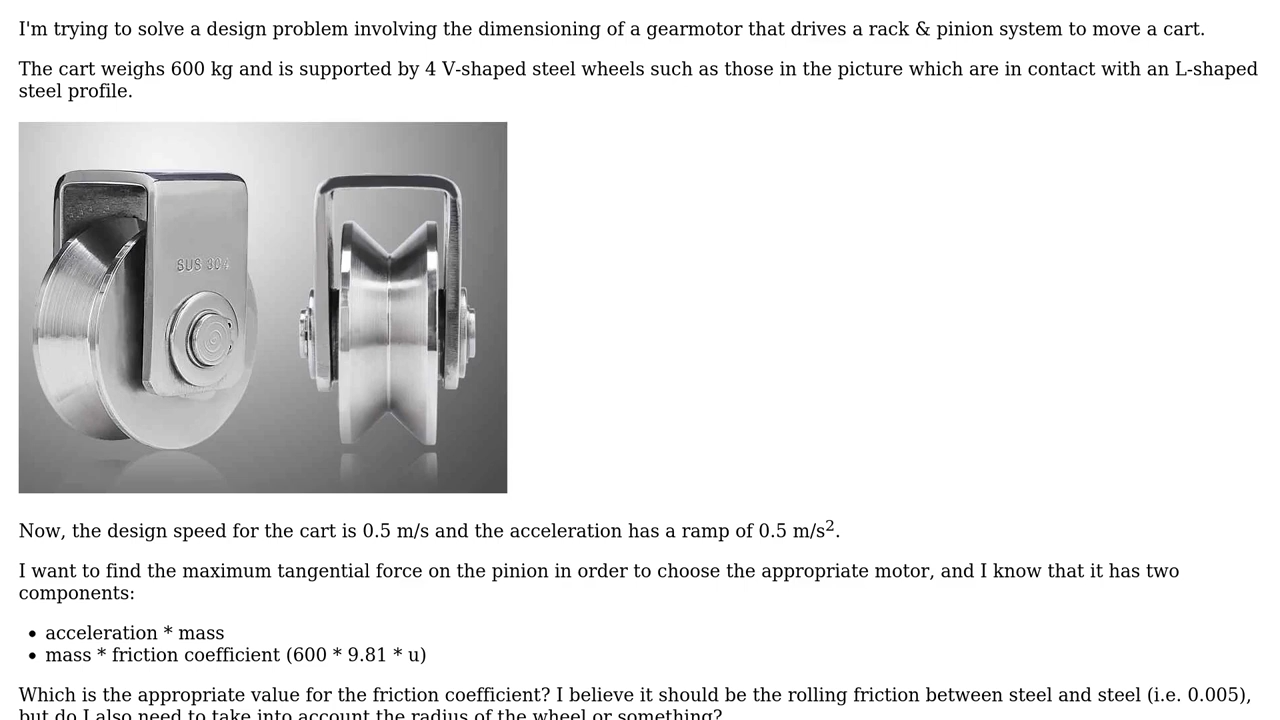 I'm trying to solve a design problem involving the dimensioning of a gearmotor that drives a rack & pinion system to move a cart.
The cart weighs 600 kg and is supported by 4 V-shaped steel wheels such as those in the picture which are in contact with an L-shaped
steel profile.
SUS 304
Now, the design speed for the cart is 0.5 m/s and the acceleration has a ramp of 0.5 m/s².
I want to find the maximum tangential force on the pinion in order to choose the appropriate motor, and I know that it has two
components:
• acceleration * mass
• mass * friction coefficient (600 * 9.81 * u)
Which is the appropriate value for the friction coefficient? I believe it should be the rolling friction between steel and steel (i.e. 0.005),
but do I also need to take into account the radius of the wheel or something?